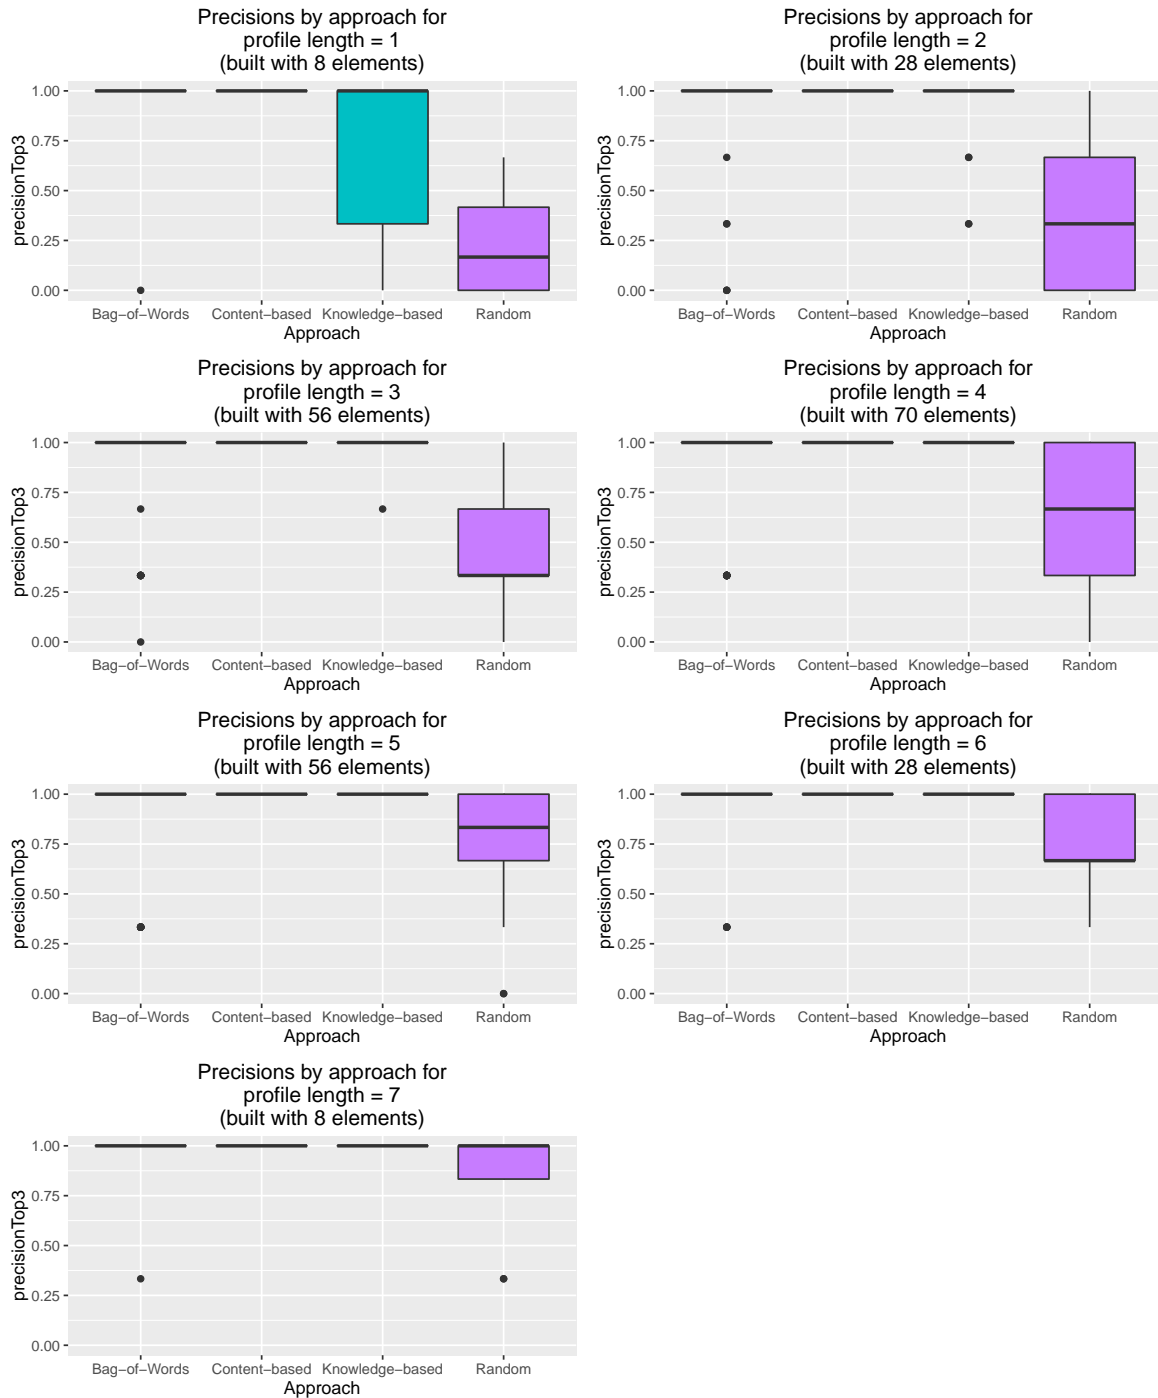 Precisions by approach for
profile length = 1
(built with 8 elements)
precisionTop3
1.00
0.75
0.50
0.25
0.00
Bag−of−Words Content−based Knowledge−based Random
Approach
Precisions by approach for
profile length = 2
(built with 28 elements)
precisionTop3
1.00
0.75
0.50
0.25
0.00
Bag−of−Words Content−based Knowledge−based Random
Approach
Precisions by approach for
profile length = 3
(built with 56 elements)
precisionTop3
1.00
0.75
0.50
0.25
0.00
Bag−of−Words Content−based Knowledge−based Random
Approach
Precisions by approach for
profile length = 4
(built with 70 elements)
precisionTop3
1.00
0.75
0.50
0.25
0.00
Bag−of−Words Content−based Knowledge−based Random
Approach
Precisions by approach for
profile length = 5
(built with 56 elements)
precisionTop3
1.00
0.75
0.50
0.25
0.00
Bag−of−Words Content−based Knowledge−based Random
Approach
Precisions by approach for
profile length = 6
(built with 28 elements)
precisionTop3
1.00
0.75
0.50
0.25
0.00
Bag−of−Words Content−based Knowledge−based Random
Approach
Precisions by approach for
profile length = 7
(built with 8 elements)
precisionTop3
1.00
0.75
0.50
0.25
0.00
Bag−of−Words Content−based Knowledge−based Random
Approach